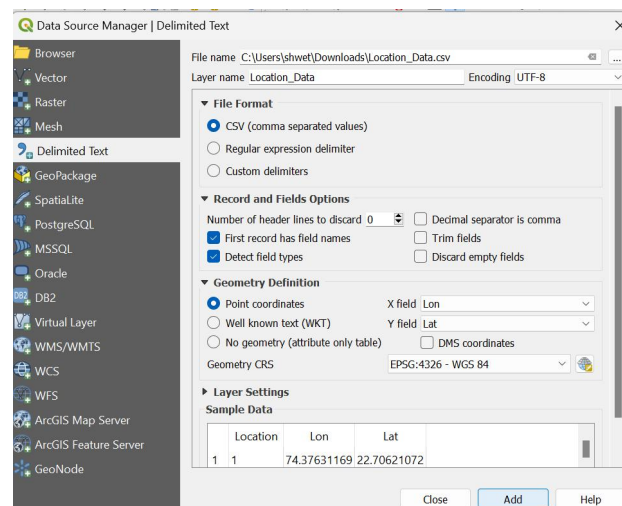 Data Source Manager | Delimited Text
Browser
Vector
Raster
Mesh
Delimited Text
GeoPackage
SpatiaLite
PostgreSQL
MSSQL
Oracle
DB2
Virtual Layer
WMS/WMTS
WCS
WFS
ArcGIS Map Server
ArcGIS Feature Server
GeoNode
File name C:\Users\shwet\Downloads\Location_Data.csv ...
Layer name Location_Data Encoding UTF-8
File Format
CSV (comma separated values)
Regular expression delimiter
Custom delimiters
Record and Fields Options
Number of header lines to discard 0 Decimal separator is comma
First record has field names Trim fields
Detect field types Discard empty fields
Geometry Definition
Point coordinates X field Lon
Well known text (WKT) Y field Lat
No geometry (attribute only table) DMS coordinates
Geometry CRS EPSG:4326 - WGS 84
Layer Settings
Sample Data
Location Lon Lat
1 1 74.37631169 22.70621072
Close Add Help